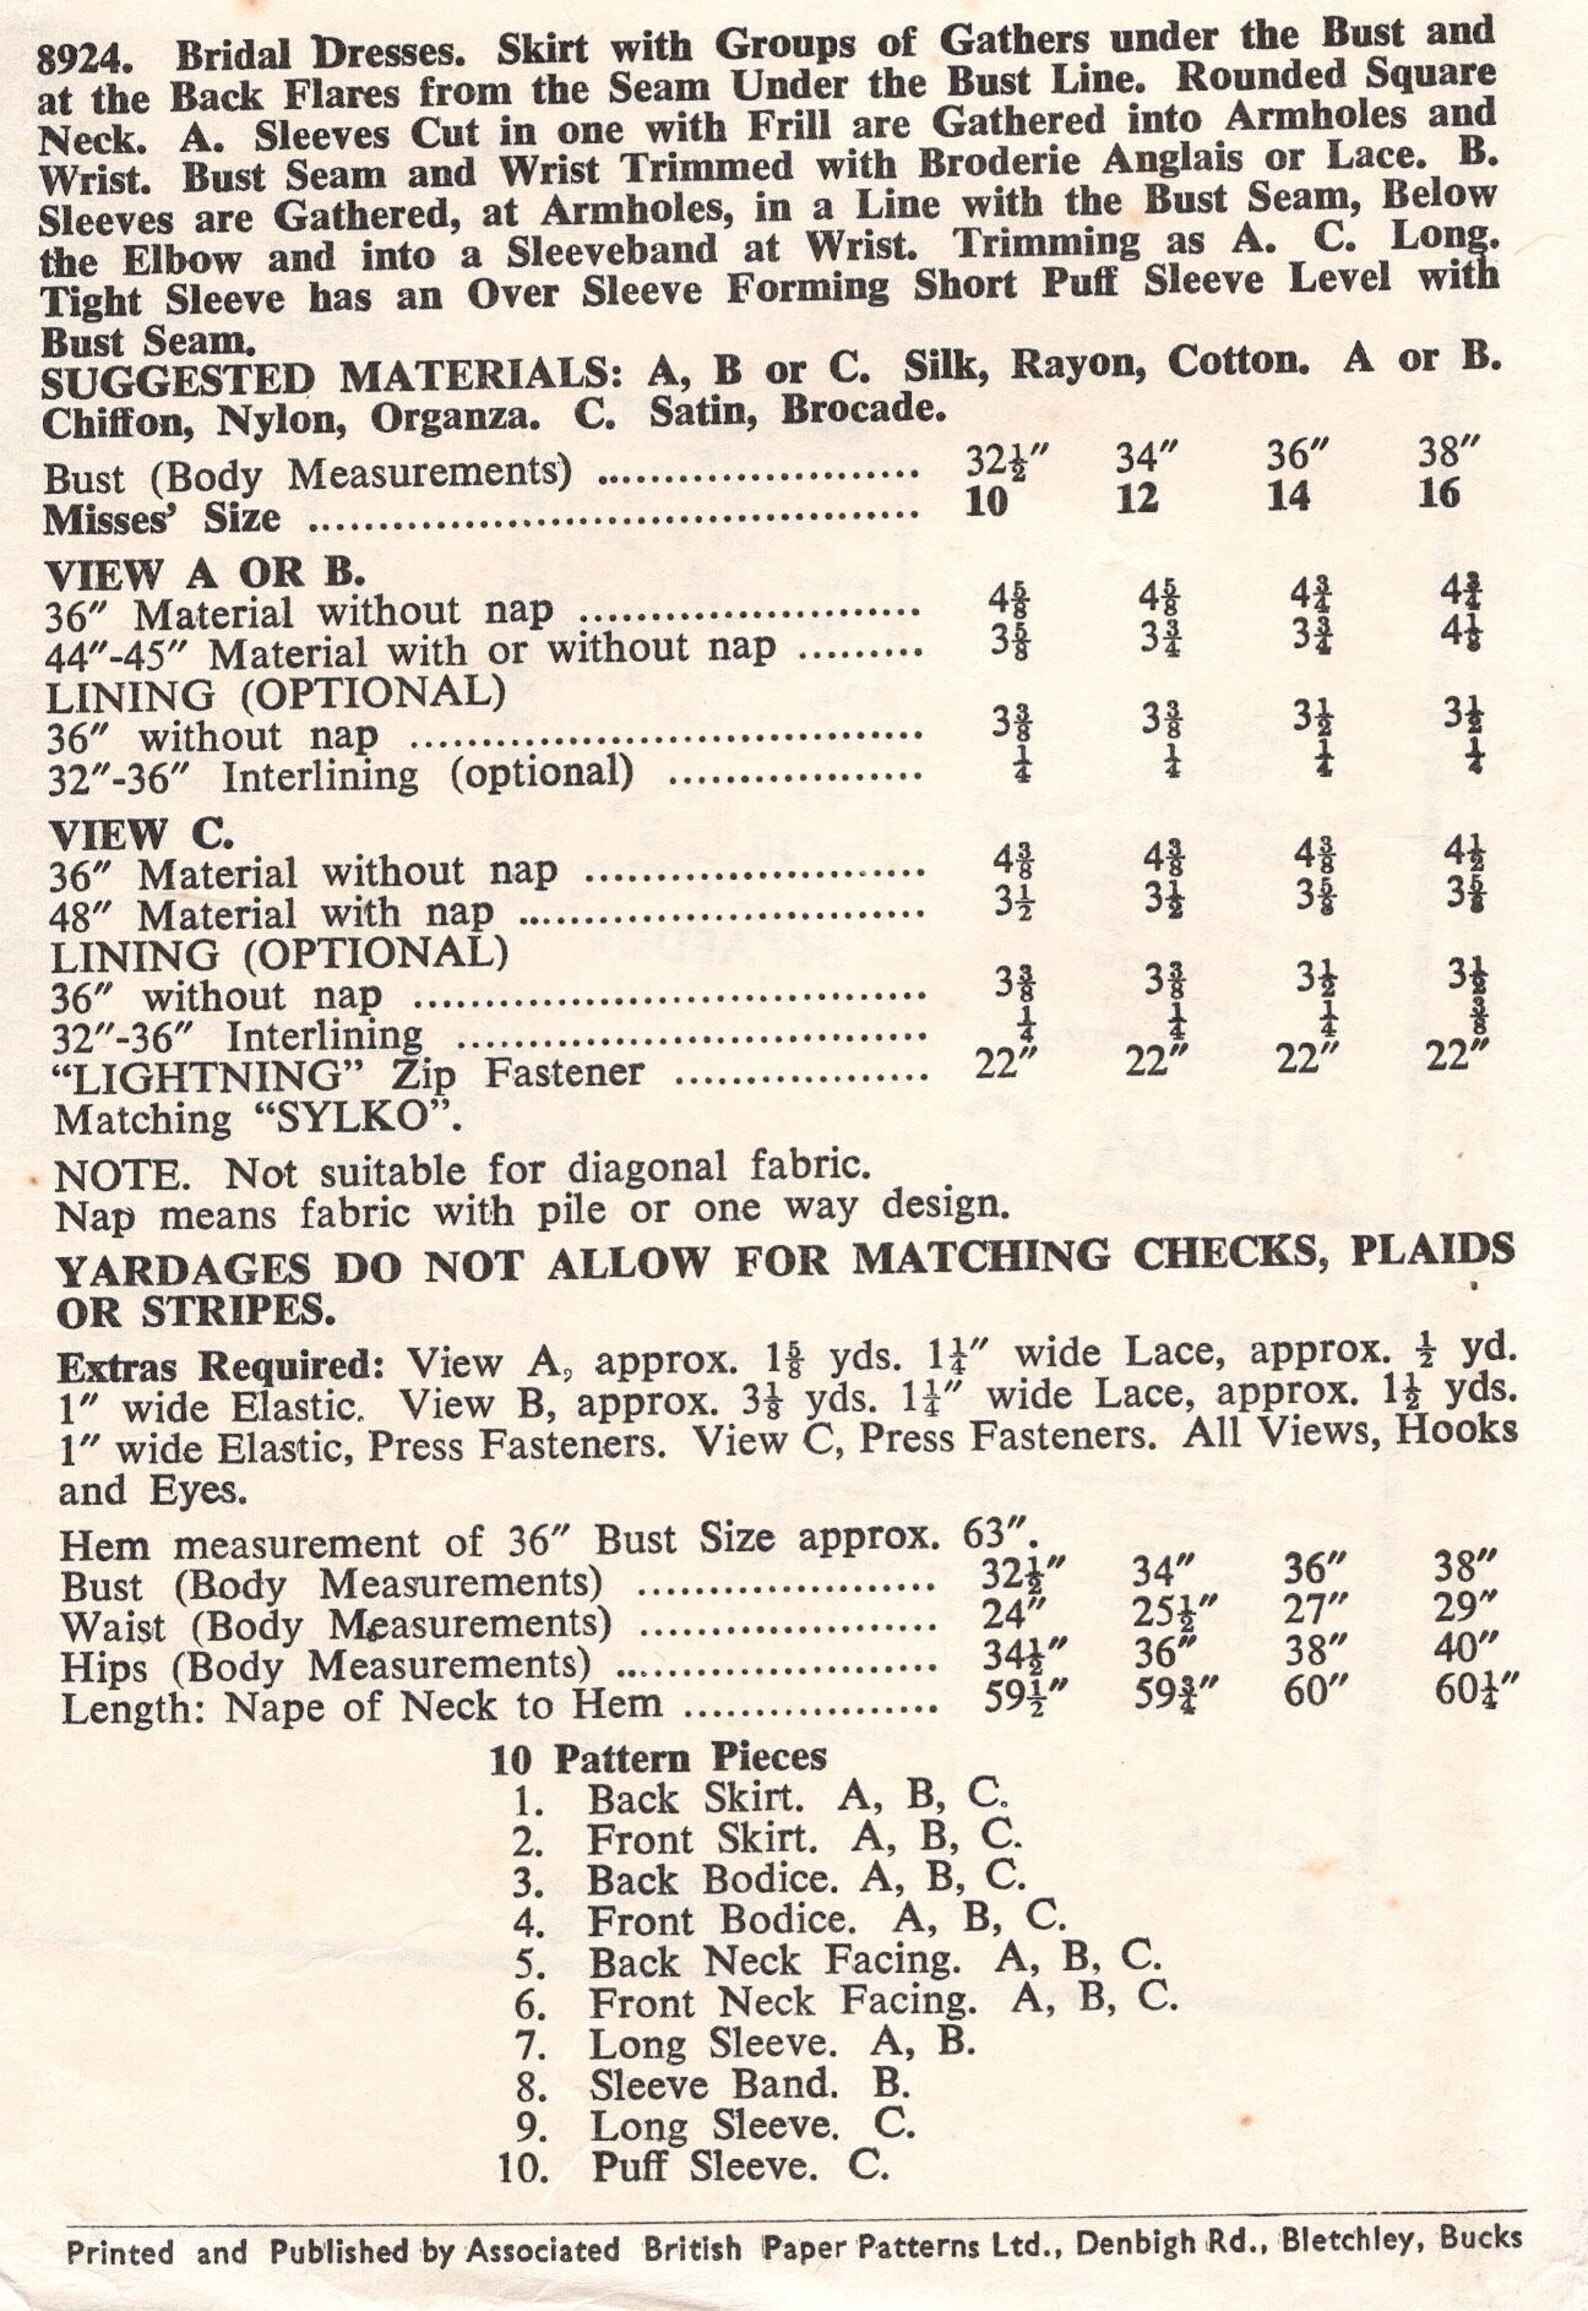 8924. Bridal Dresses. Skirt with Groups of Gathers under the Bust and
at the Back Flares from the Seam Under the Bust Line. Rounded Square
Neck. A. Sleeves Cut in one with Frill are Gathered into Armholes and
Wrist. Bust Seam and Wrist Trimmed with Broderie Anglais or Lace. B.
Sleeves are Gathered, at Armholes, in a Line with the Bust Seam, Below
the Elbow and into a Sleeveband at Wrist. Trimming as A. C. Long.
Tight Sleeve has an Over Sleeve Forming Short Puff Sleeve Level with
Bust Seam.
SUGGESTED MATERIALS: A, B or C. Silk, Rayon, Cotton. A or B.
Chiffon, Nylon, Organza. C. Satin, Brocade.
Bust (Body Measurements) ...................... 32½″ 34″ 36″ 38″
Misses’ Size .......................................... 10 12 14 16
VIEW A OR B.
36″ Material without nap ........................ 4⅝ 4⅝ 4¾ 4¾
44″-45″ Material with or without nap ......... 3⅝ 3¾ 3¾ 4⅛
LINING (OPTIONAL)
36″ without nap .................................... 3⅜ 3⅜ 3½ 3½
32″-36″ Interlining (optional) .................. ¼ ¼ ¼ ¼
VIEW C.
36″ Material without nap ........................ 4⅜ 4⅜ 4⅜ 4½
48″ Material with nap ............................ 3½ 3½ 3⅝ 3⅝
LINING (OPTIONAL)
36″ without nap .................................... 3⅜ 3⅜ 3½ 3½
32″-36″ Interlining ................................. ¼ ¼ ¼ ⅜
“LIGHTNING” Zip Fastener .................. 22″ 22″ 22″ 22″
Matching “SYLKO”.
NOTE. Not suitable for diagonal fabric.
Nap means fabric with pile or one way design.
YARDAGES DO NOT ALLOW FOR MATCHING CHECKS, PLAIDS
OR STRIPES.
Extras Required: View A, approx. 1⅝ yds. 1¼″ wide Lace, approx. ½ yd.
1″ wide Elastic. View B, approx. 3⅛ yds. 1¼″ wide Lace, approx. 1½ yds.
1″ wide Elastic, Press Fasteners. View C, Press Fasteners. All Views, Hooks
and Eyes.
Hem measurement of 36″ Bust Size approx. 63″.
Bust (Body Measurements) ..................... 32½″ 34″ 36″ 38″
Waist (Body Measurements) ..................... 24″ 25½″ 27″ 29″
Hips (Body Measurements) ...................... 34½″ 36″ 38″ 40″
Length: Nape of Neck to Hem .................. 59½″ 59¾″ 60″ 60¼″
10 Pattern Pieces
1. Back Skirt. A, B, C.
2. Front Skirt. A, B, C.
3. Back Bodice. A, B, C.
4. Front Bodice. A, B, C.
5. Back Neck Facing. A, B, C.
6. Front Neck Facing. A, B, C.
7. Long Sleeve. A, B.
8. Sleeve Band. B.
9. Long Sleeve. C.
10. Puff Sleeve. C.
Printed and Published by Associated British Paper Patterns Ltd., Denbigh Rd., Bletchley, Bucks